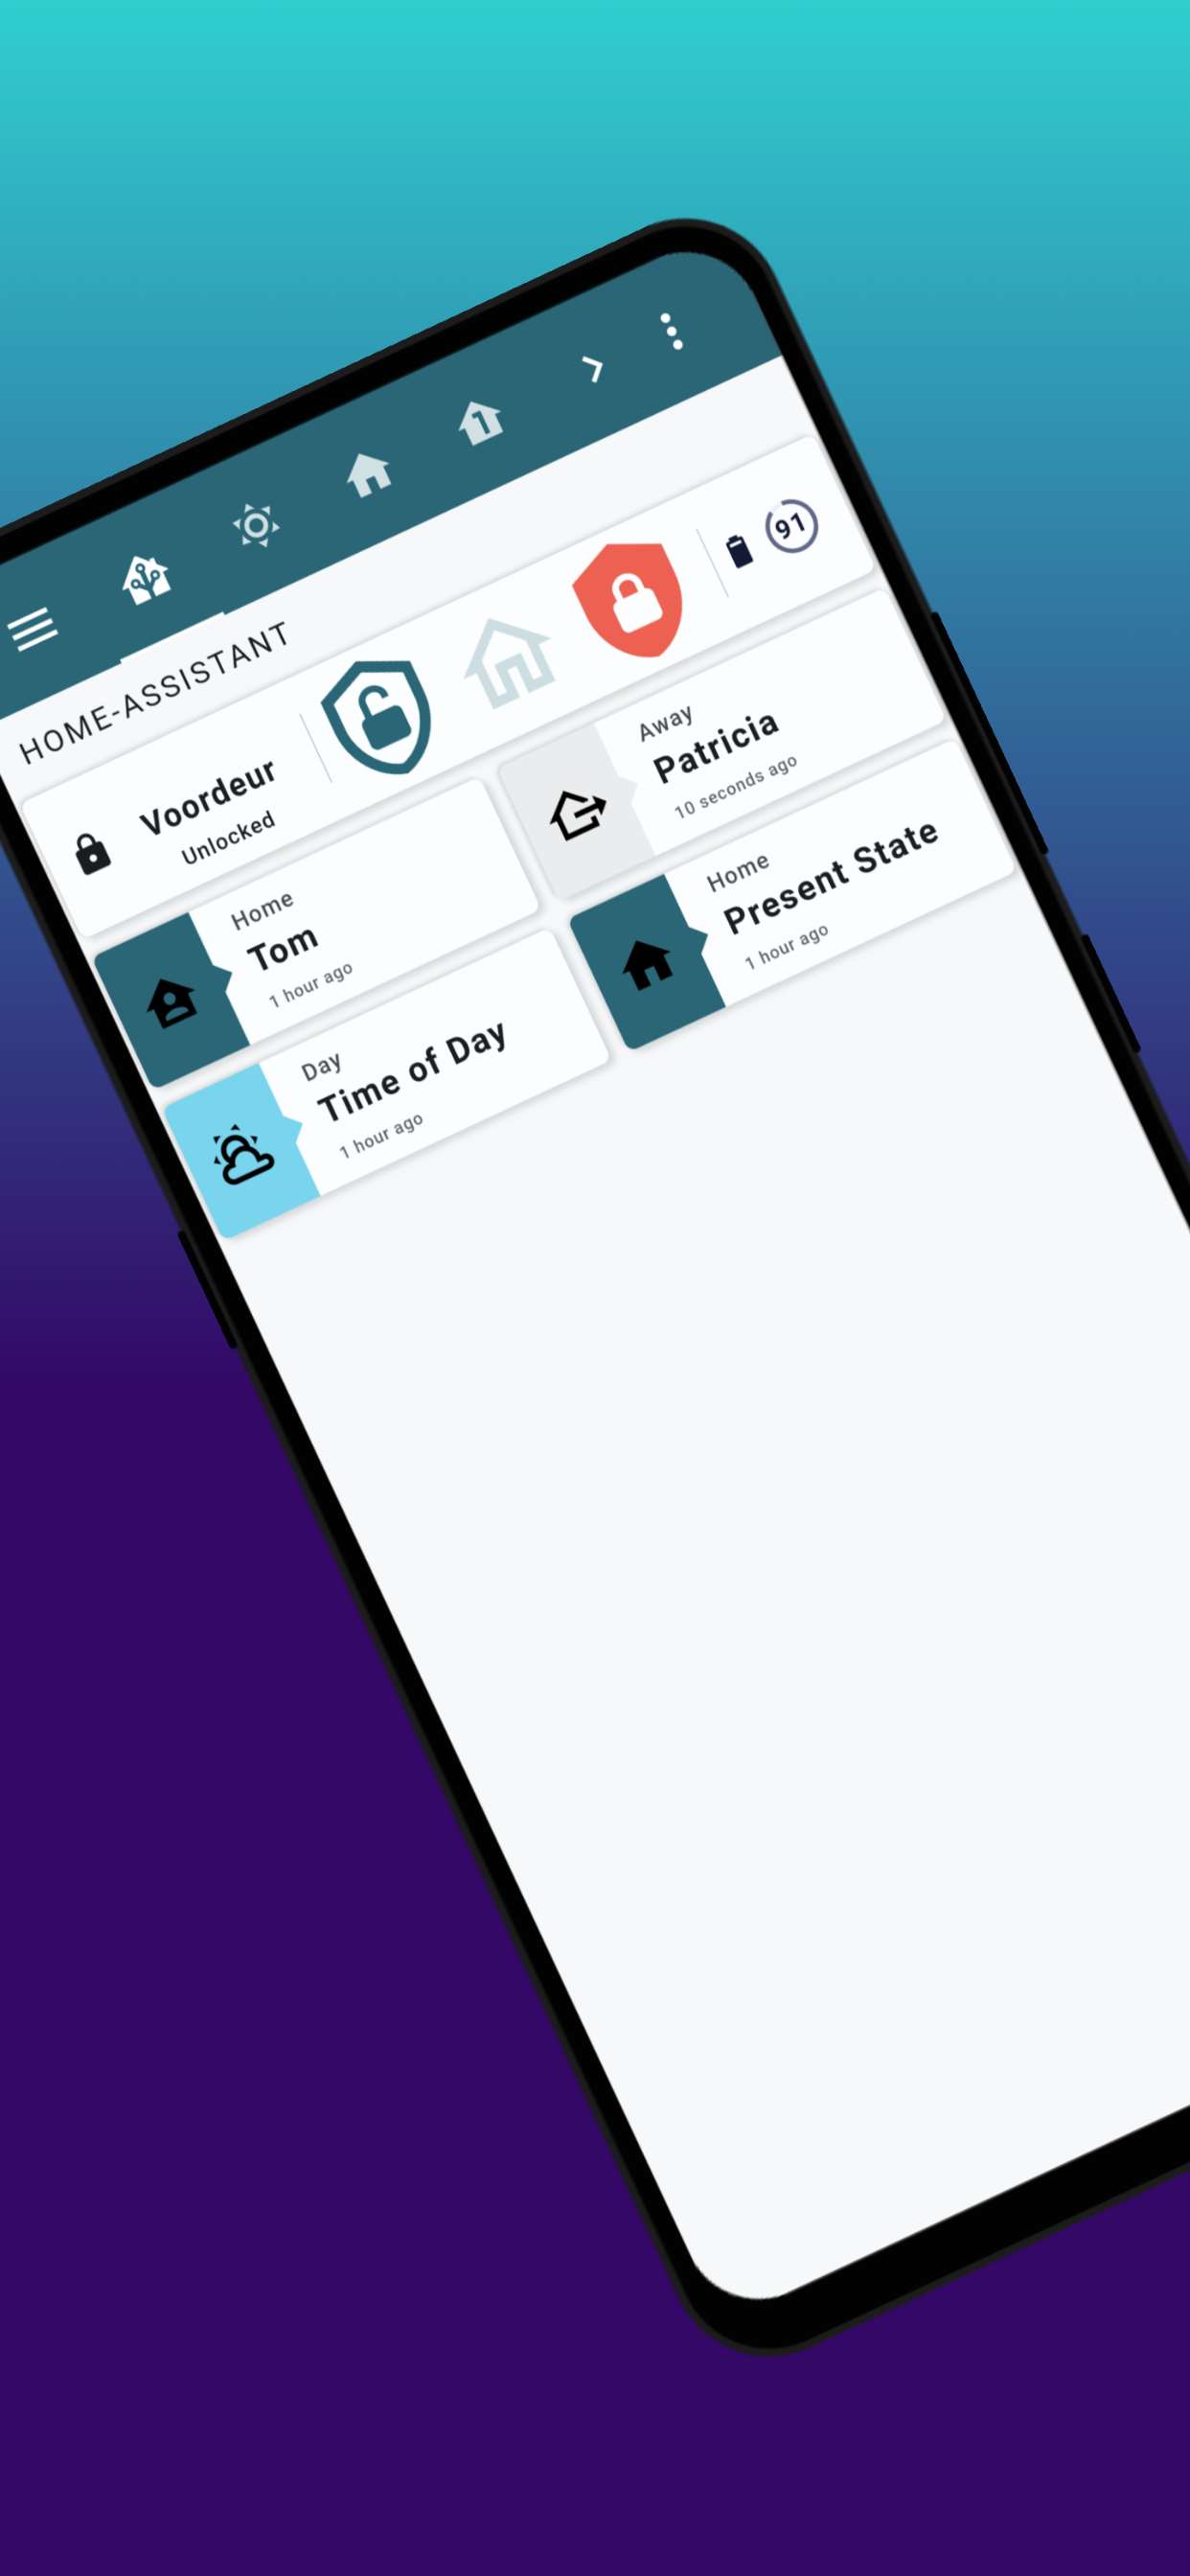 1
HOME-ASSISTANT
Voordeur
Unlocked
91
Home
Tom
1 hour ago
Away
Patricia
10 seconds ago
Day
Time of Day
1 hour ago
Home
Present State
1 hour ago